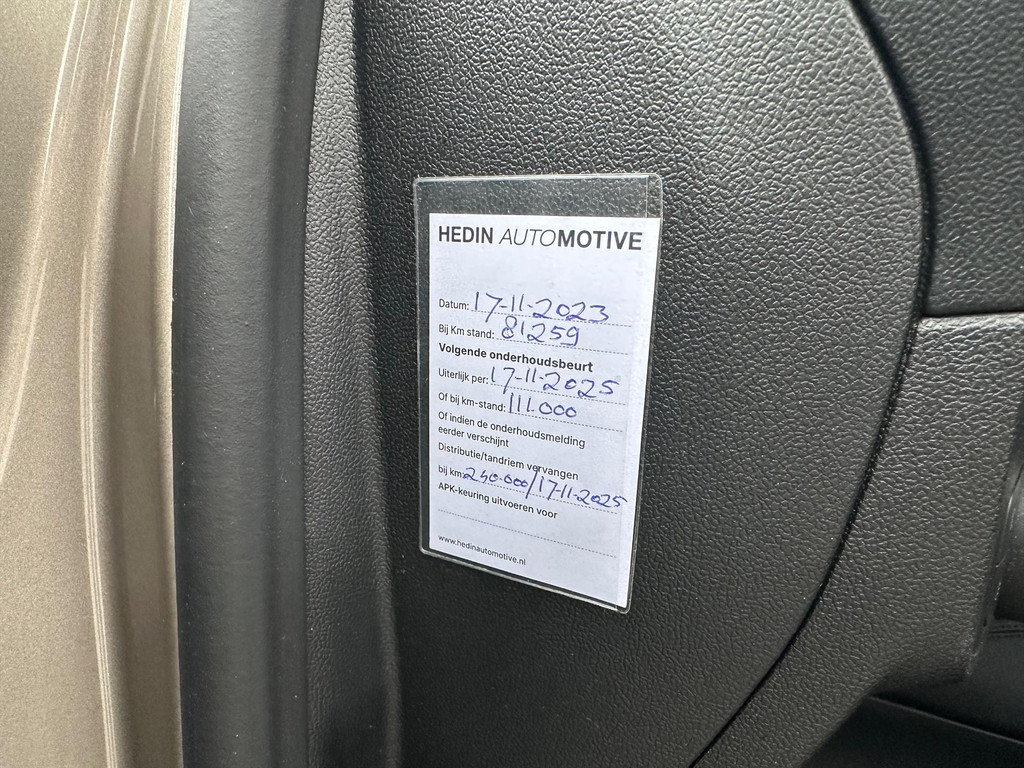 HEDIN AUTOMOTIVE
Datum: 17-11-2023
Bij Km stand: 81259
Volgende onderhoudsbeurt
Uiterlijk per: 17-11-2025
Of bij km-stand: 111.000
Of indien de onderhoudsmelding
eerder verschijnt
Distributie/tandriem vervangen
bij km: 240.000/17-11-2025
APK-keuring uitvoeren voor
www.hedinautomotive.nl